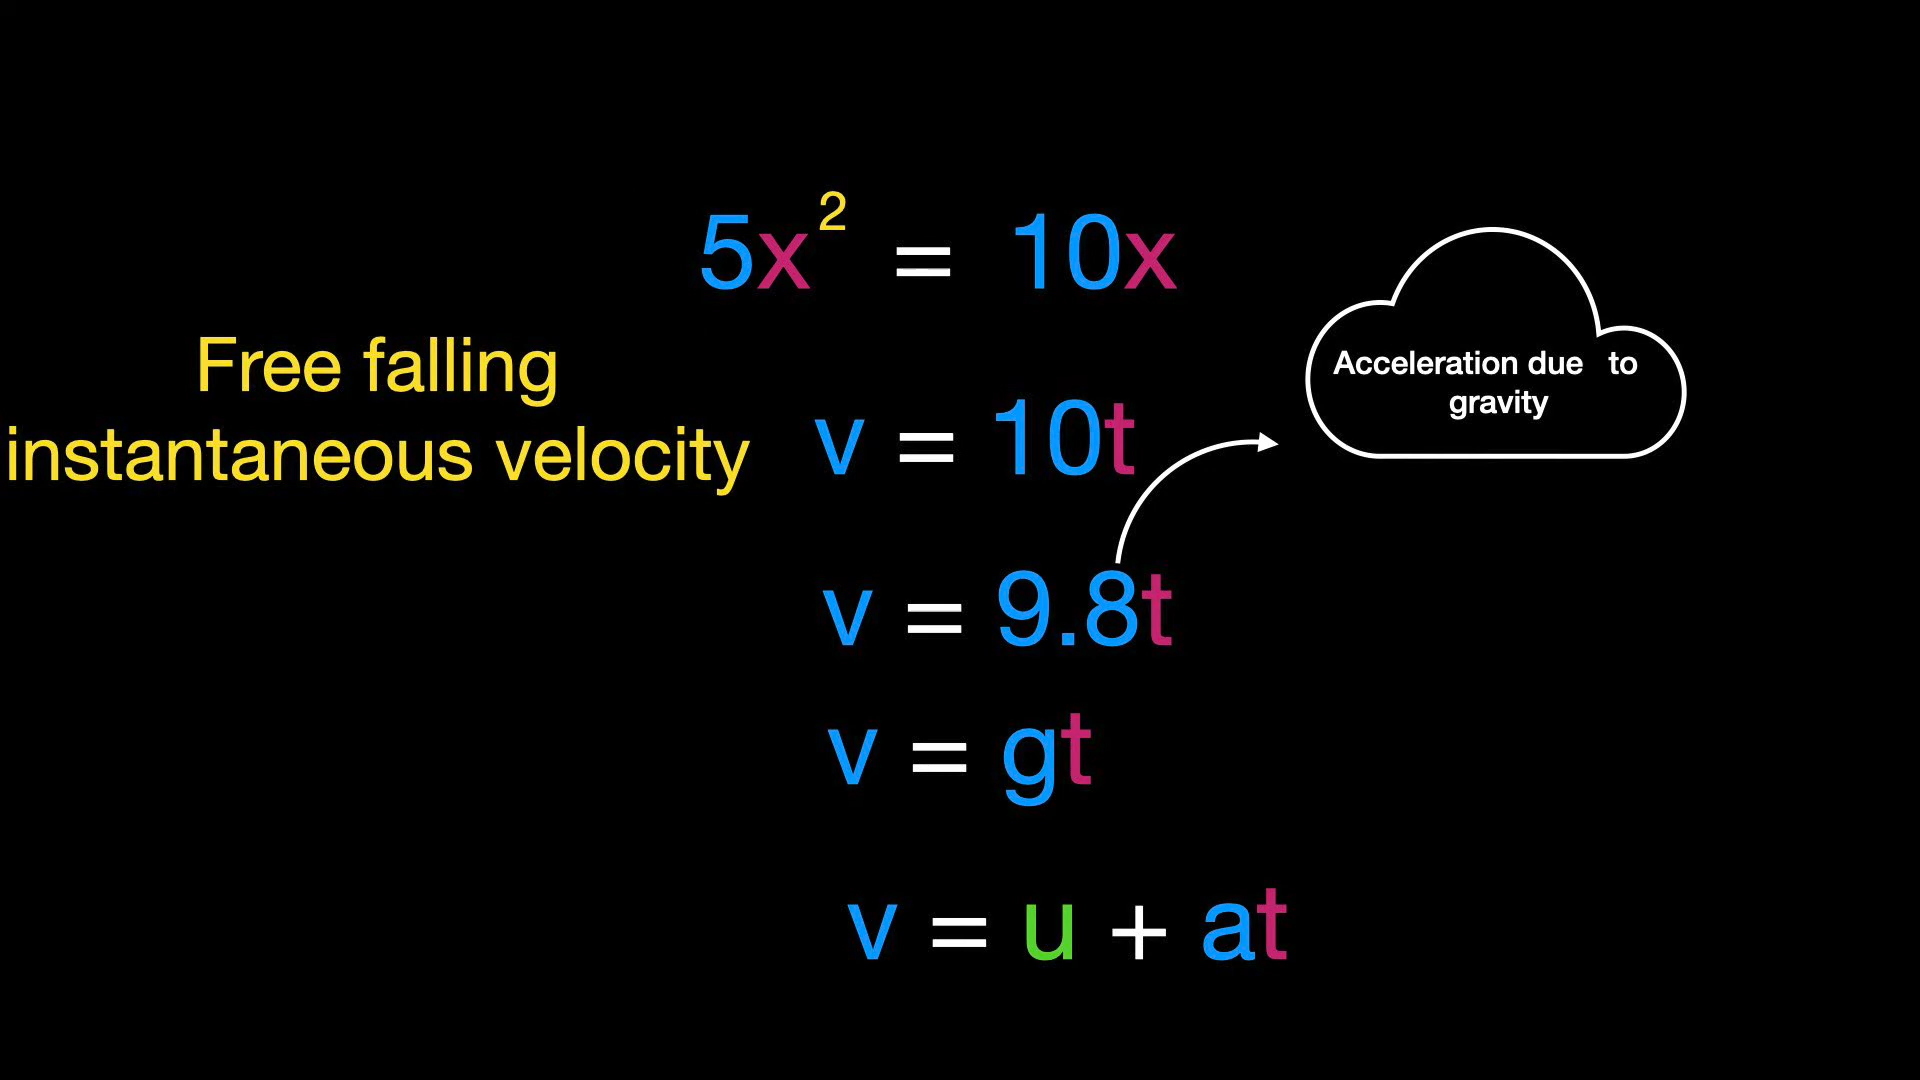 5x² = 10x
Free falling
instantaneous velocity
v = 10t
Acceleration due to
gravity
v = 9.8t
v = gt
v = u + at